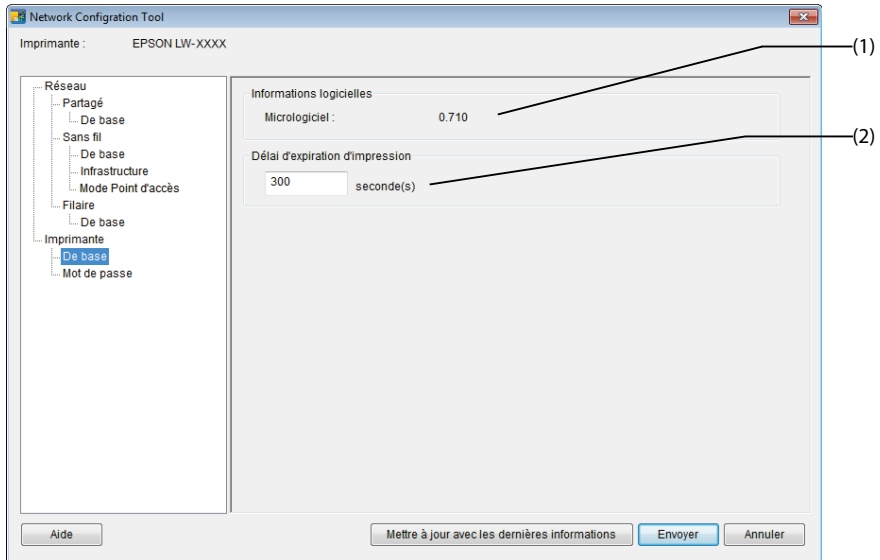 Network Configration Tool
Imprimante : EPSON LW-XXXX
Réseau
Partagé
De base
Sans fil
De base
Infrastructure
Mode Point d'accès
Filaire
De base
Imprimante
De base
Mot de passe
Informations logicielles
Micrologiciel : 0.710
(1)
Délai d'expiration d'impression
300 seconde(s)
(2)
Aide
Mettre à jour avec les dernières informations
Envoyer
Annuler